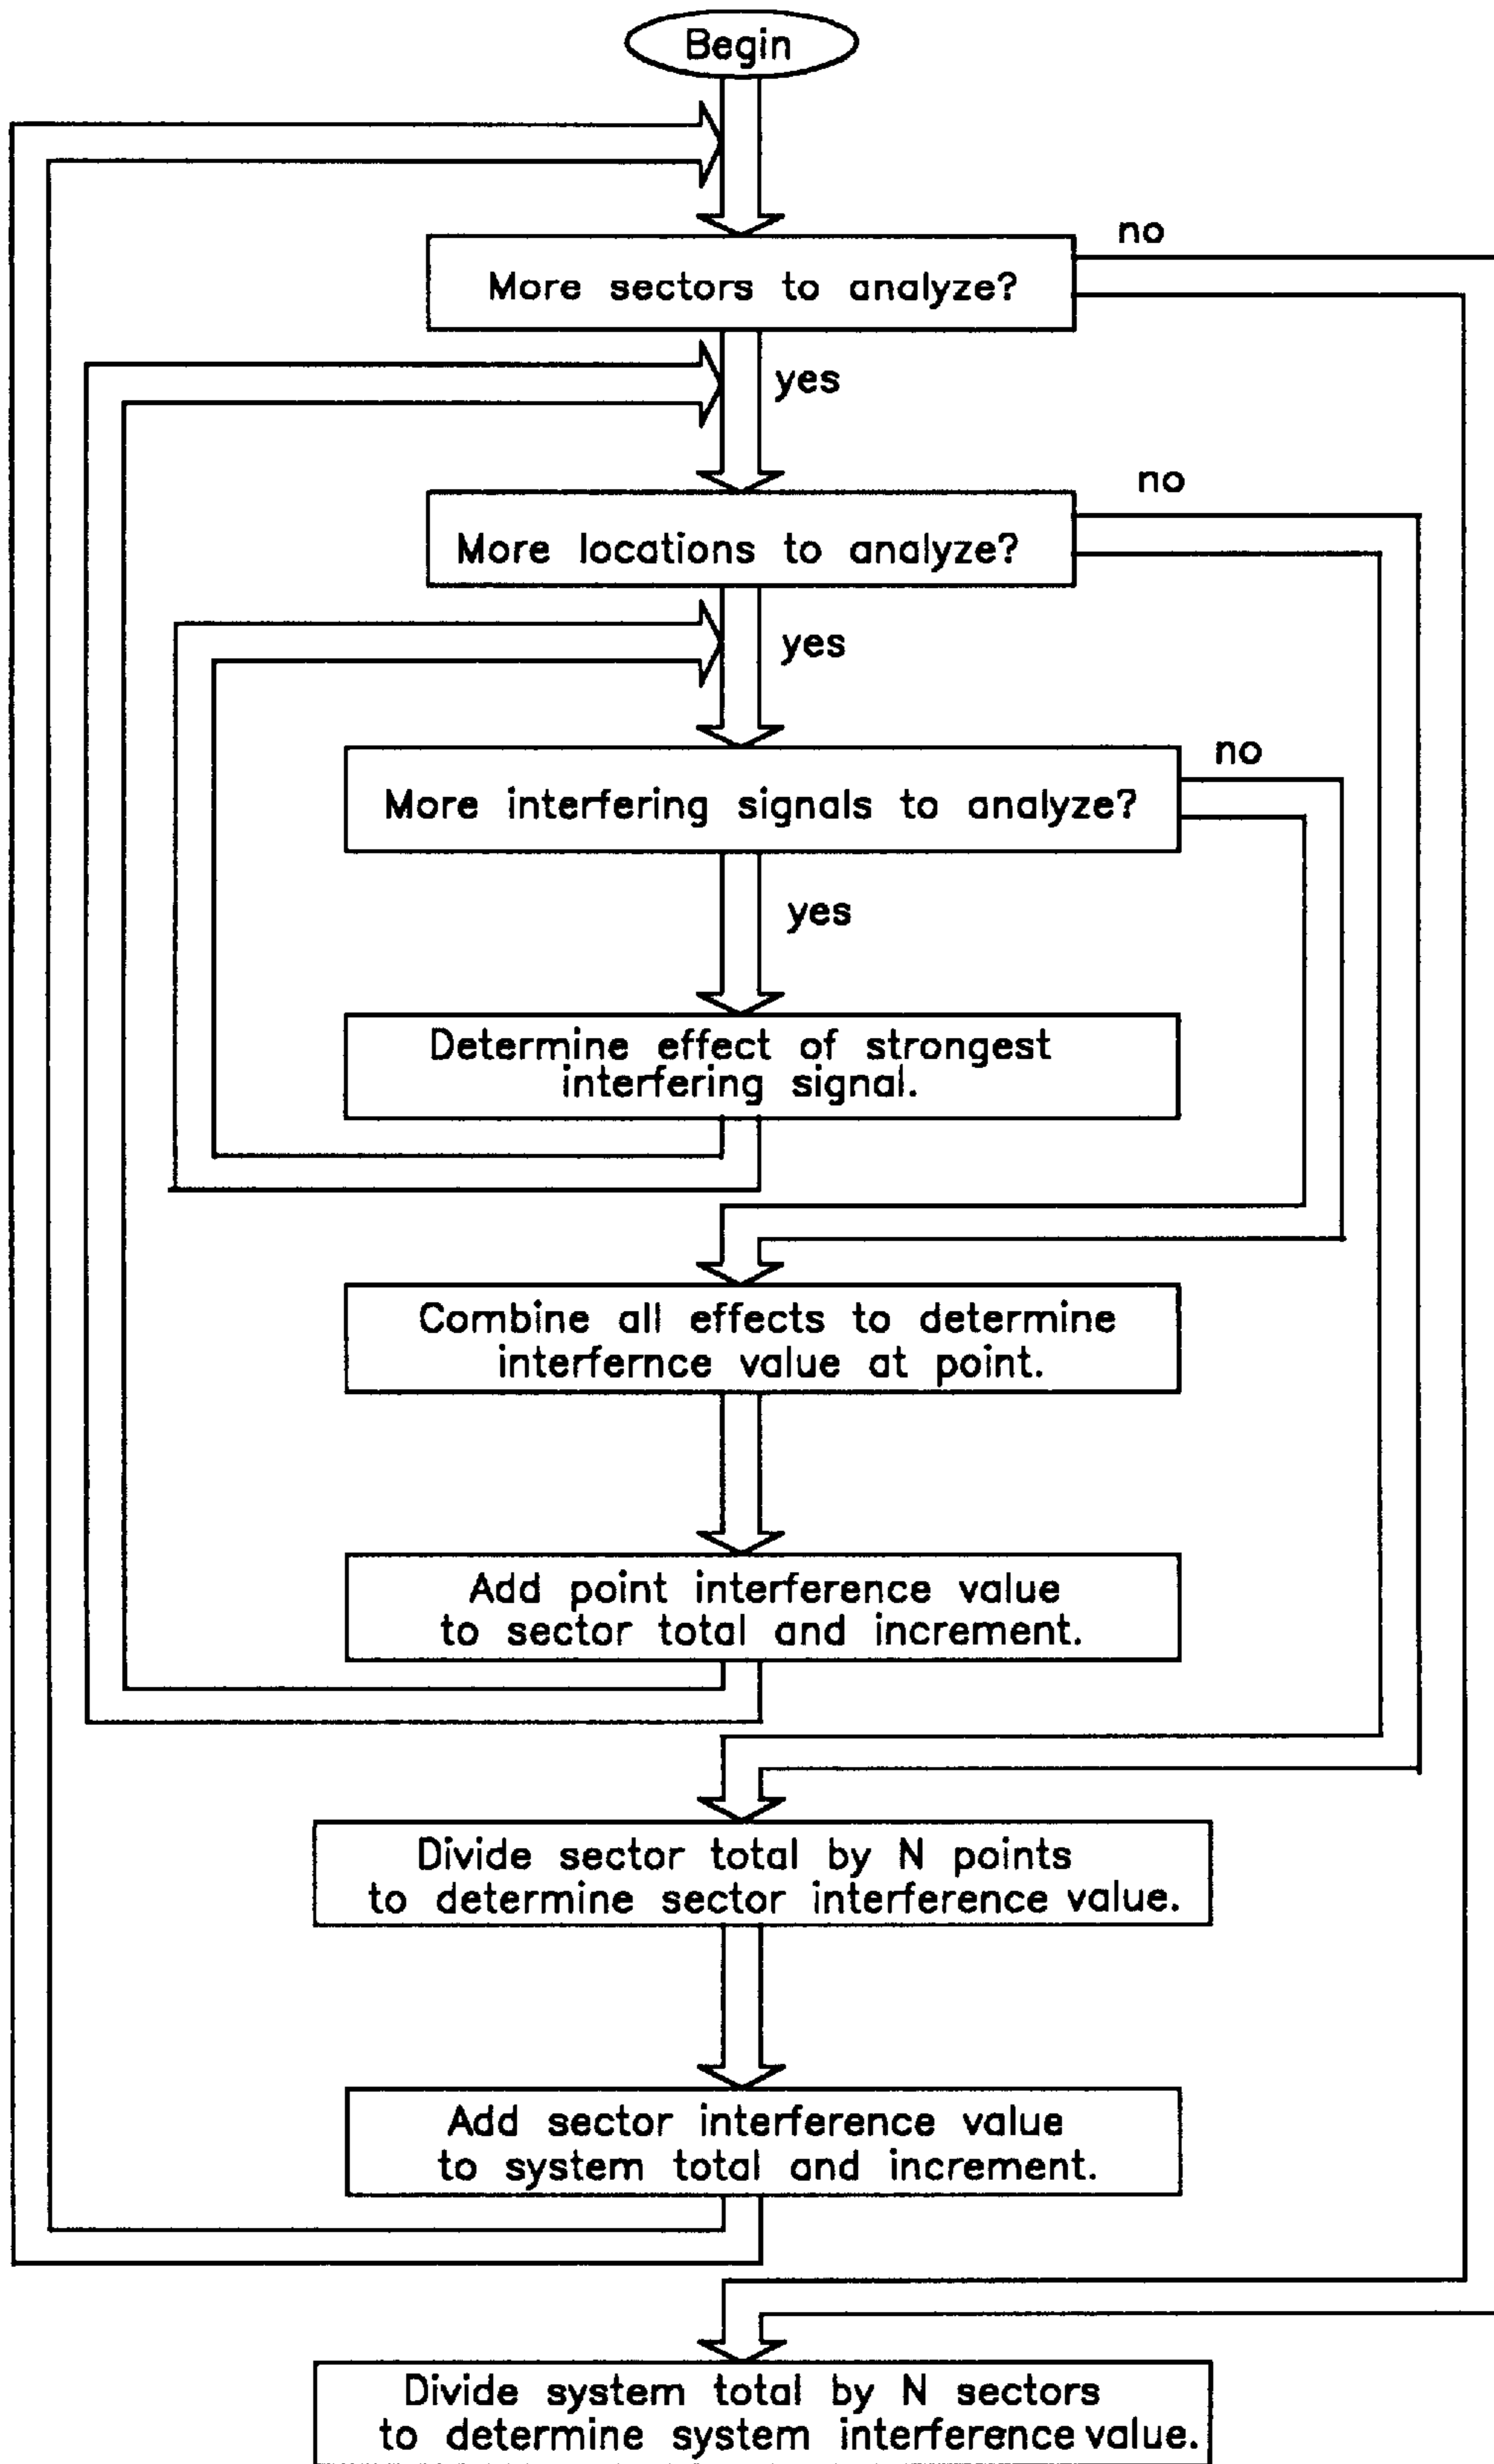 Begin
no
More sectors to analyze?
yes
no
More locations to analyze?
yes
no
More interfering signals to analyze?
yes
Determine effect of strongest
interfering signal.
Combine all effects to determine
interfernce value at point.
Add point interference value
to sector total and increment.
Divide sector total by N points
to determine sector interference value.
Add sector interference value
to system total and increment.
Divide system total by N sectors
to determine system interference value.